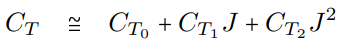 C_T ≅ C_{T_0} + C_{T_1} J + C_{T_2} J^2